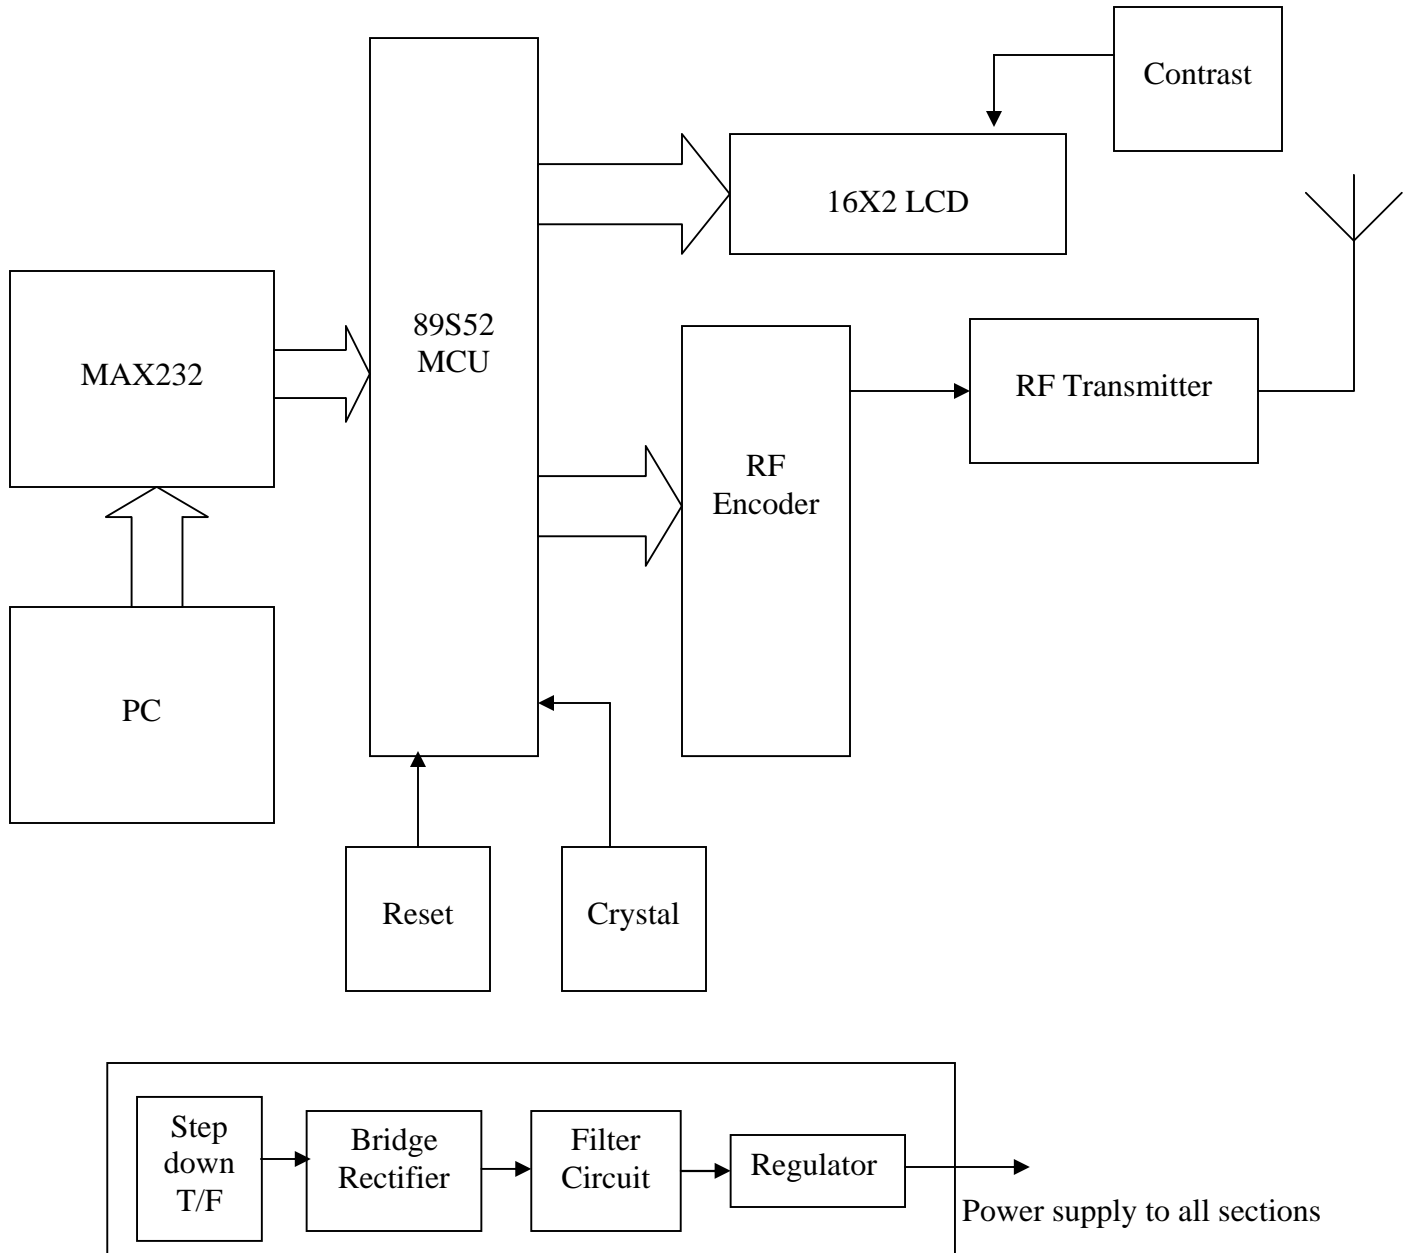 Contrast
16X2 LCD
89S52
MCU
MAX232
RF Transmitter
RF
Encoder
PC
Reset
Crystal
Step
down
T/F
Bridge
Rectifier
Filter
Circuit
Regulator
Power supply to all sections